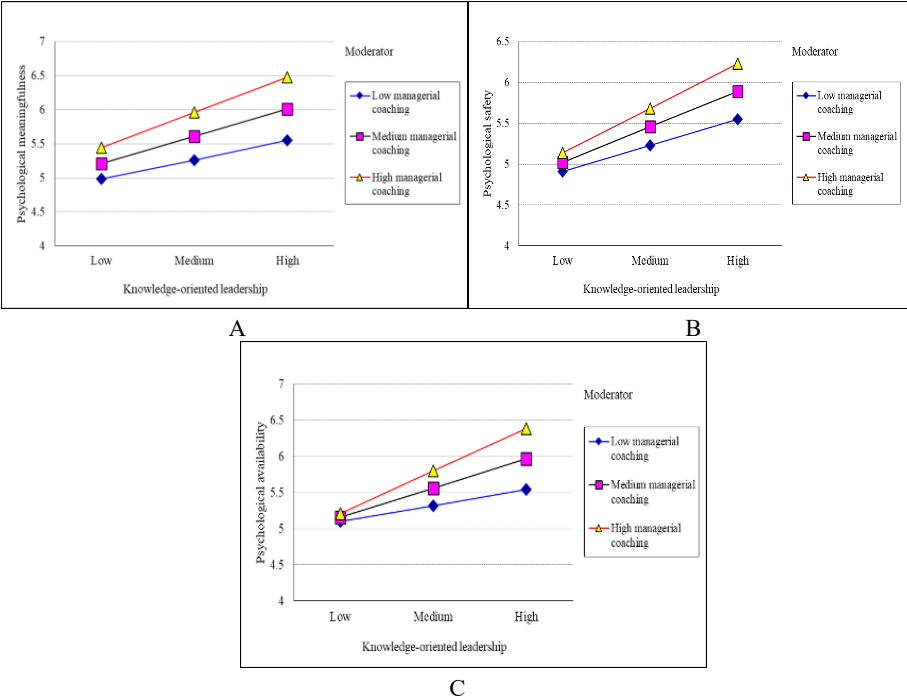 Psychological meaningfulness
7
6.5
6
5.5
5
4.5
4
Low Medium High
Knowledge-oriented leadership
Moderator
Low managerial
coaching
Medium managerial
coaching
High managerial
coaching
A
Psychological safety
6.5
6
5.5
5
4.5
4
Low Medium High
Knowledge-oriented leadership
Moderator
Low managerial
coaching
Medium managerial
coaching
High managerial
coaching
B
Psychological availability
7
6.5
6
5.5
5
4.5
4
Low Medium High
Knowledge-oriented leadership
Moderator
Low managerial
coaching
Medium managerial
coaching
High managerial
coaching
C